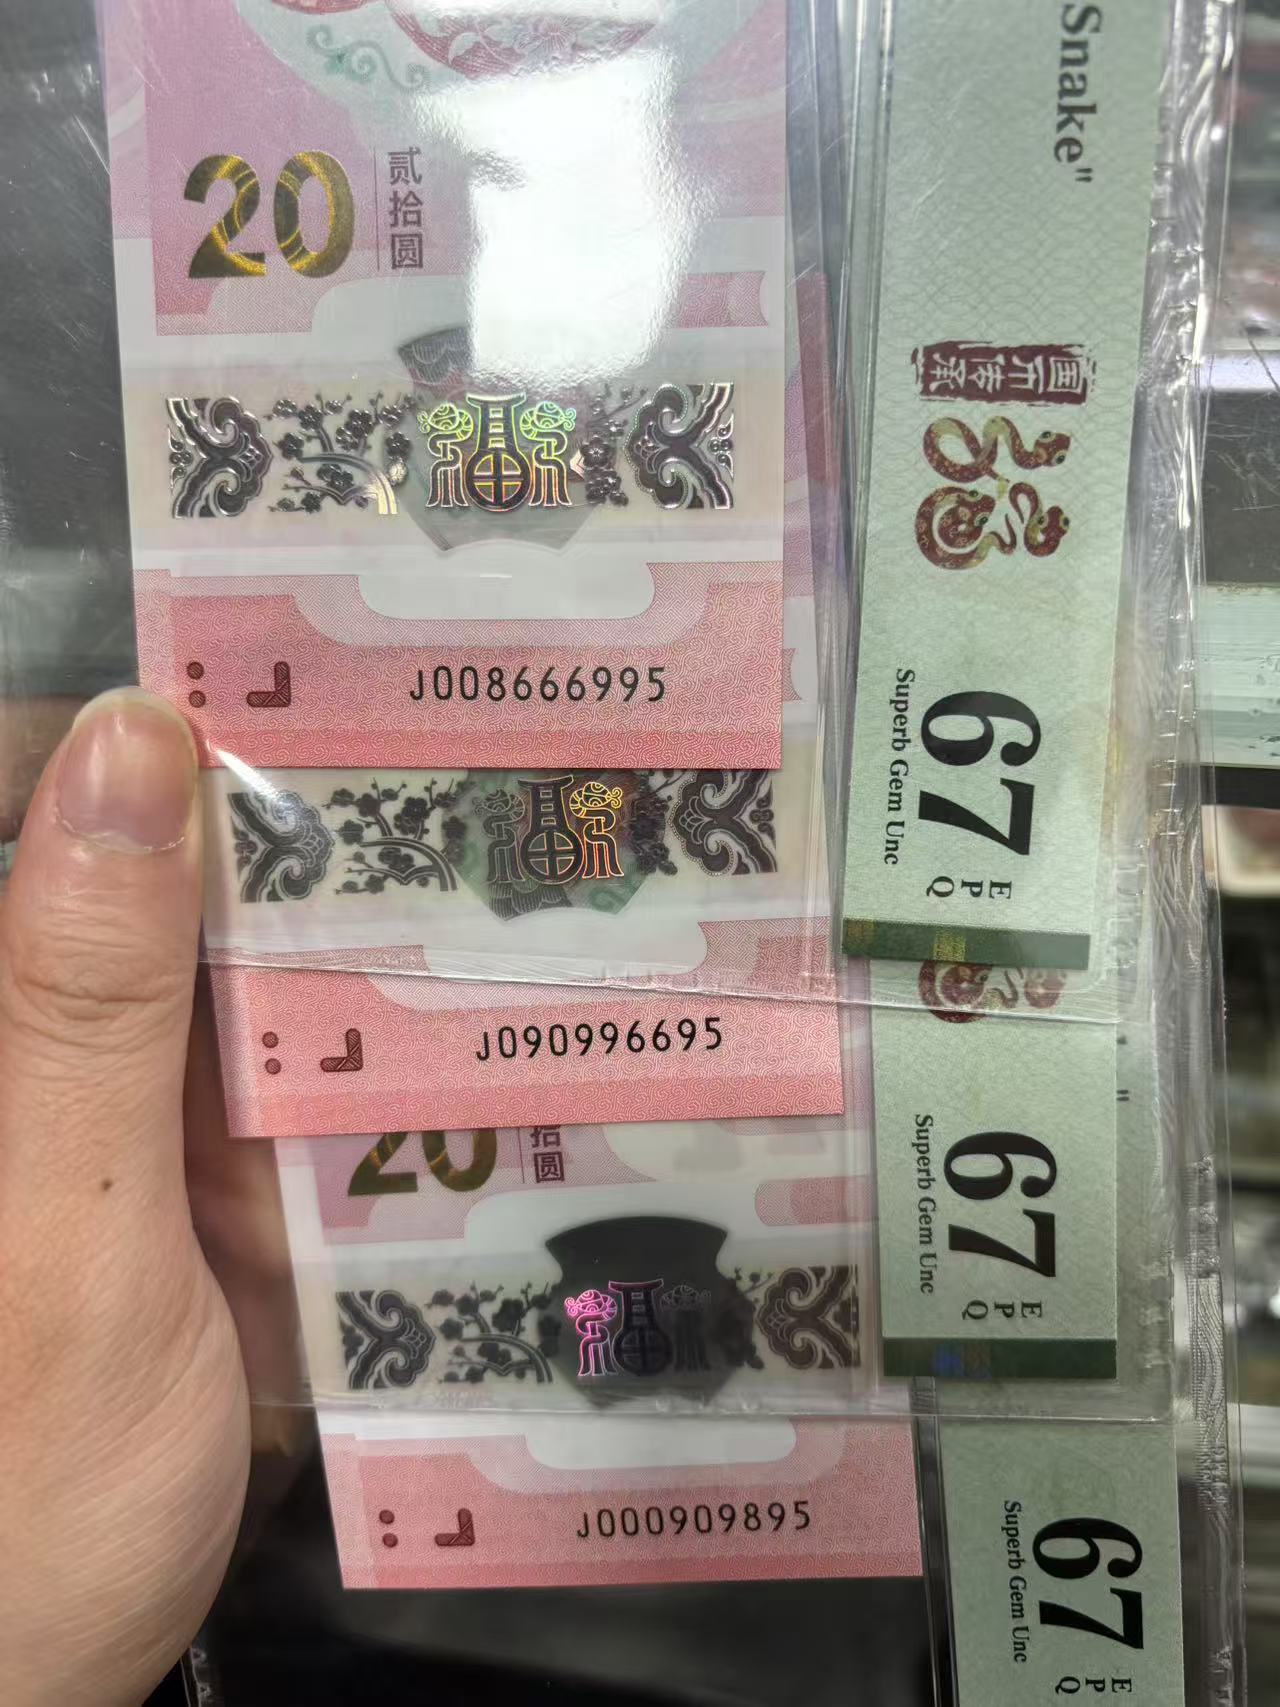 Snake"
20
贰
拾
圆
国币传承
67
EPQ
Superb Gem Unc
J008666995
J090996695
"
67
EPQ
Superb Gem Unc
20
拾
圆
J000909895
67
EPQ
Superb Gem Unc